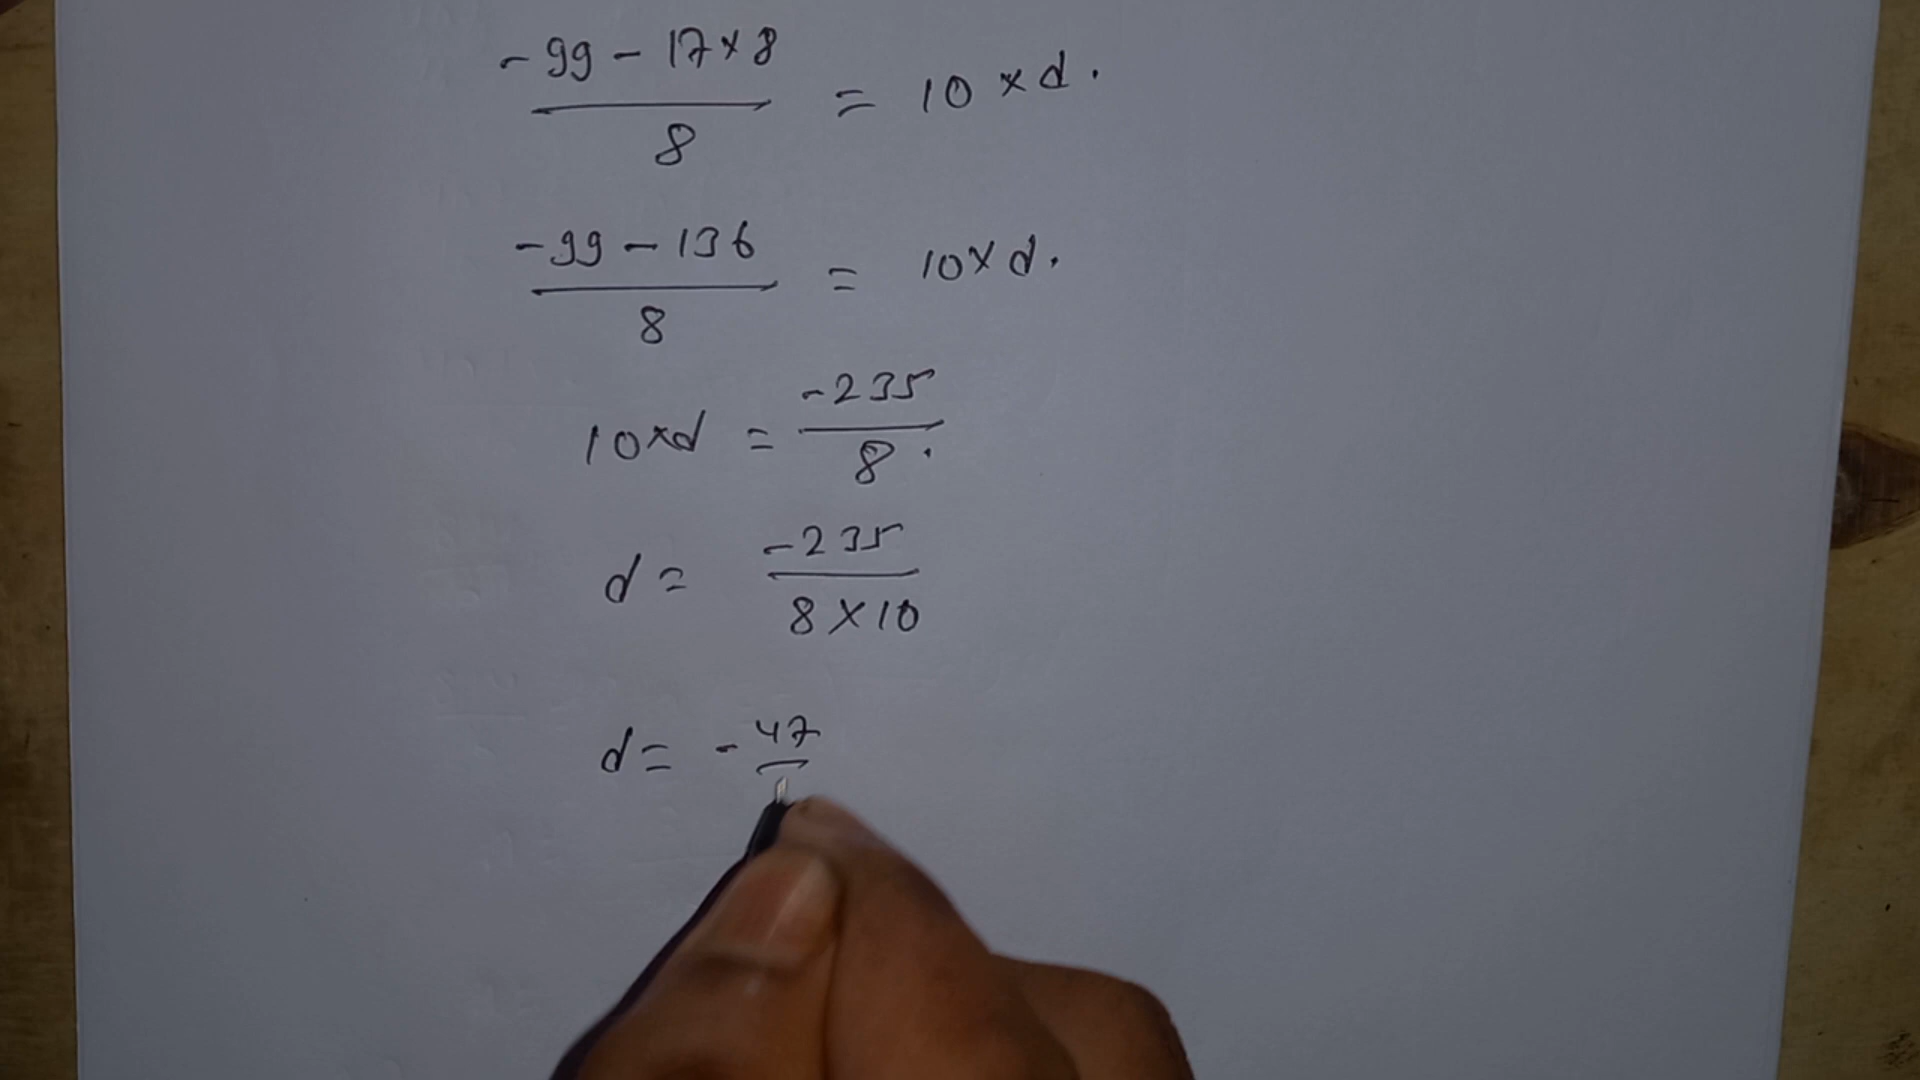 -99 - 17 × 8 / 8 = 10 × d.
-99 - 136 / 8 = 10 × d.
10 × d = -235 / 8.
d = -235 / 8 × 10
d = - 47 /